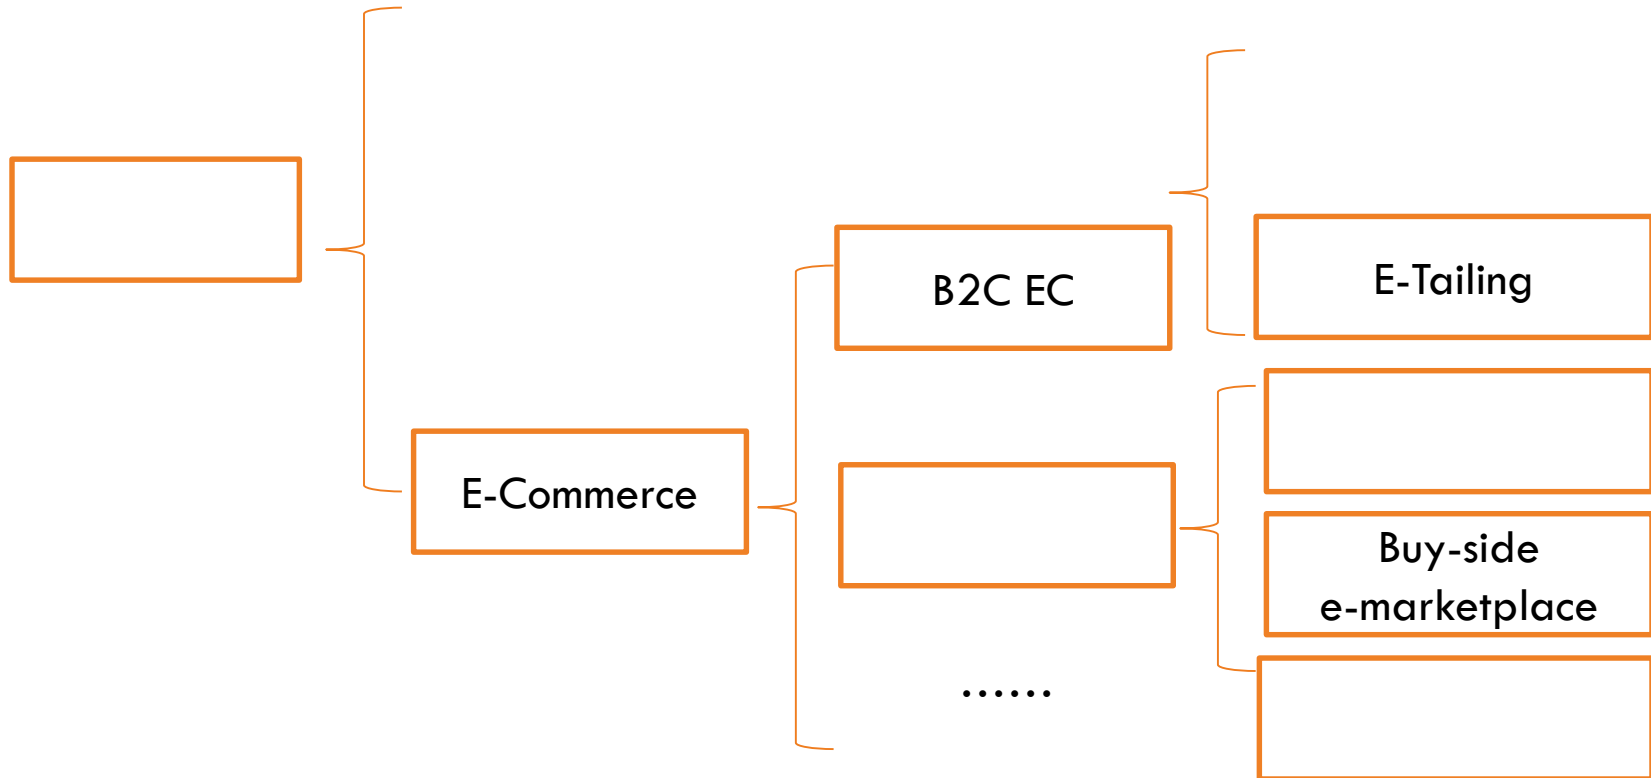 E-Tailing
B2C EC
E-Commerce
Buy-side
e-marketplace
......